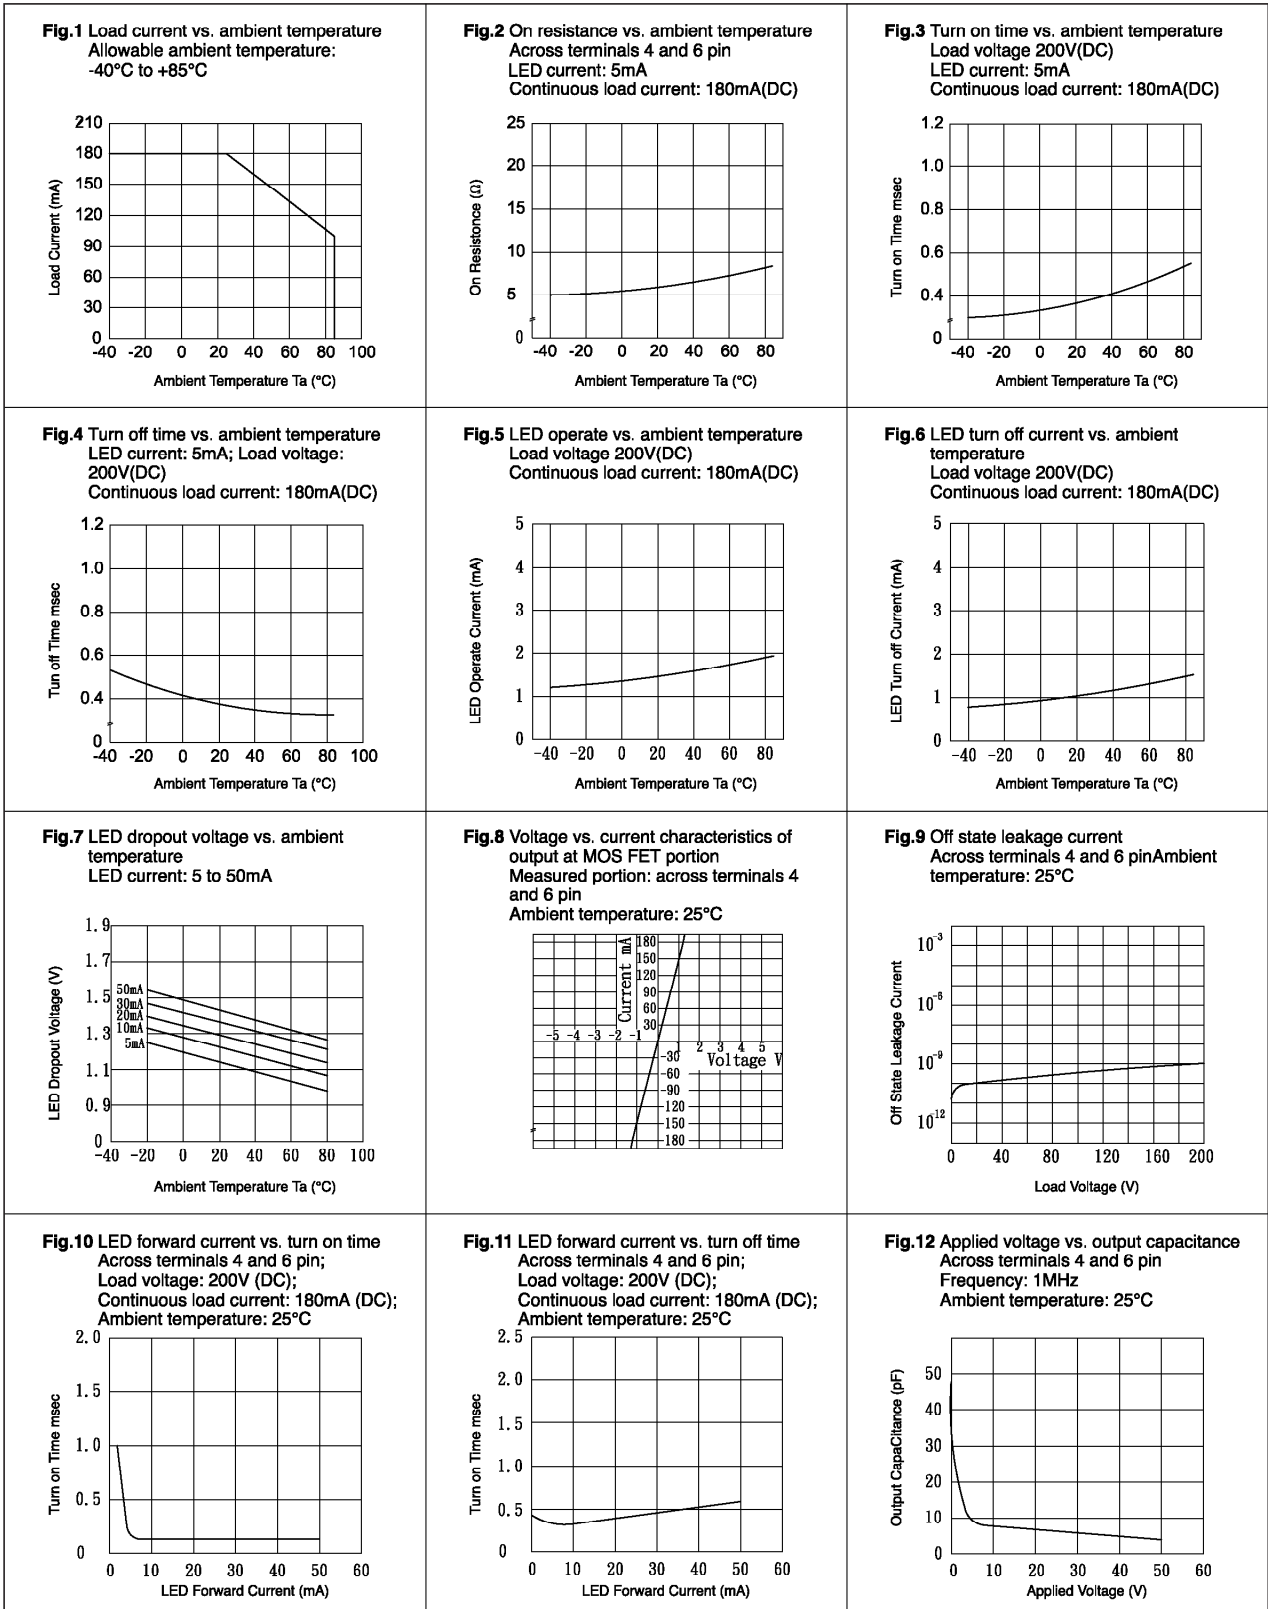 Fig.1 Load current vs. ambient temperature
Allowable ambient temperature:
-40°C to +85°C
210
180
150
120
90
60
30
0
Load Current (mA)
-40 -20 0 20 40 60 80 100
Ambient Temperature Ta (°C)
Fig.2 On resistance vs. ambient temperature
Across terminals 4 and 6 pin
LED current: 5mA
Continuous load current: 180mA(DC)
25
20
15
10
5
0
On Resistonce (Ω)
-40 -20 0 20 40 60 80
Ambient Temperature Ta (°C)
Fig.3 Turn on time vs. ambient temperature
Load voltage 200V(DC)
LED current: 5mA
Continuous load current: 180mA(DC)
1.2
1.0
0.8
0.6
0.4
0
Turn on Time msec
-40 -20 0 20 40 60 80
Ambient Temperature Ta (°C)
Fig.4 Turn off time vs. ambient temperature
LED current: 5mA; Load voltage:
200V(DC)
Continuous load current: 180mA(DC)
1.2
1.0
0.8
0.6
0.4
0
Tun off Time msec
-40 -20 0 20 40 60 80 100
Ambient Temperature Ta (°C)
Fig.5 LED operate vs. ambient temperature
Load voltage 200V(DC)
Continuous load current: 180mA(DC)
5
4
3
2
1
0
LED Operate Current (mA)
-40 -20 0 20 40 60 80
Ambient Temperature Ta (°C)
Fig.6 LED turn off current vs. ambient
temperature
Load voltage 200V(DC)
Continuous load current: 180mA(DC)
5
4
3
2
1
0
LED Turn off Current (mA)
-40 -20 0 20 40 60 80
Ambient Temperature Ta (°C)
Fig.7 LED dropout voltage vs. ambient
temperature
LED current: 5 to 50mA
1.9
1.7
1.5
1.3
1.1
0.9
0
LED Dropout Voltage (V)
50mA
30mA
20mA
10mA
5mA
-40 -20 0 20 40 60 80 100
Ambient Temperature Ta (°C)
Fig.8 Voltage vs. current characteristics of
output at MOS FET portion
Measured portion: across terminals 4
and 6 pin
Ambient temperature: 25°C
Current mA
180
150
120
90
60
30
-5 -4 -3 -2 -1
1 2 3 4 5
Voltage V
-30
-60
-90
-120
-150
-180
Fig.9 Off state leakage current
Across terminals 4 and 6 pinAmbient
temperature: 25°C
10-3
10-6
10-9
10-12
Off State Leakage Current
0 40 80 120 160 200
Load Voltage (V)
Fig.10 LED forward current vs. turn on time
Across terminals 4 and 6 pin;
Load voltage: 200V (DC);
Continuous load current: 180mA (DC);
Ambient temperature: 25°C
2.0
1.5
1.0
0.5
0
Turn on Time msec
0 10 20 30 40 50 60
LED Forward Current (mA)
Fig.11 LED forward current vs. turn off time
Across terminals 4 and 6 pin;
Load voltage: 200V (DC);
Continuous load current: 180mA (DC);
Ambient temperature: 25°C
2.5
2.0
1.5
1.0
0.5
0
Turn on Time msec
0 10 20 30 40 50 60
LED Forward Current (mA)
Fig.12 Applied voltage vs. output capacitance
Across terminals 4 and 6 pin
Frequency: 1MHz
Ambient temperature: 25°C
50
40
30
20
10
0
Output CapaCitance (pF)
0 10 20 30 40 50 60
Applied Voltage (V)